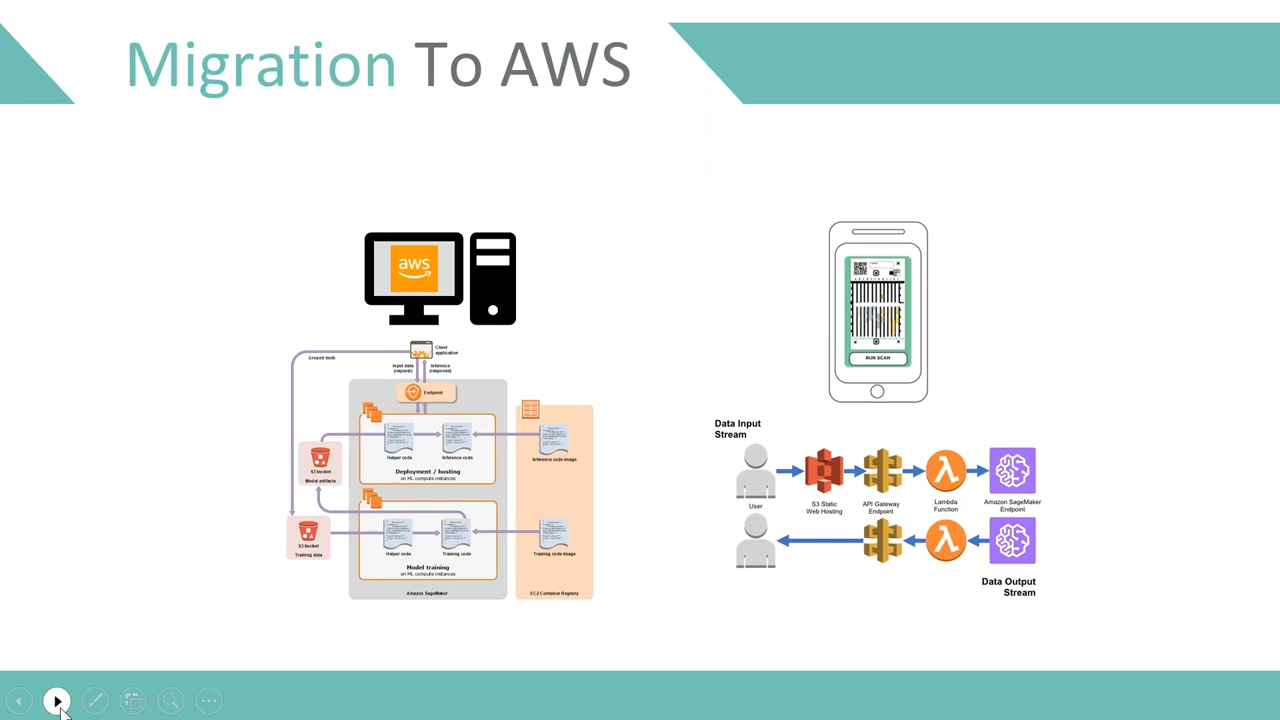 Migration To AWS
aws
Client
application
Ground truth
Input data
(request)
Inference
(response)
Endpoint
Helper code
Inference code
Inference code image
Deployment / hosting
on ML compute instances
S3 bucket
Model artifacts
S3 bucket
Training data
Helper code
Training code
Training code image
Model training
on ML compute instances
Amazon SageMaker
EC2 Container Registry
RUN SCAN
Data Input
Stream
User
S3 Static
Web Hosting
API Gateway
Endpoint
Lambda
Function
Amazon SageMaker
Endpoint
Data Output
Stream